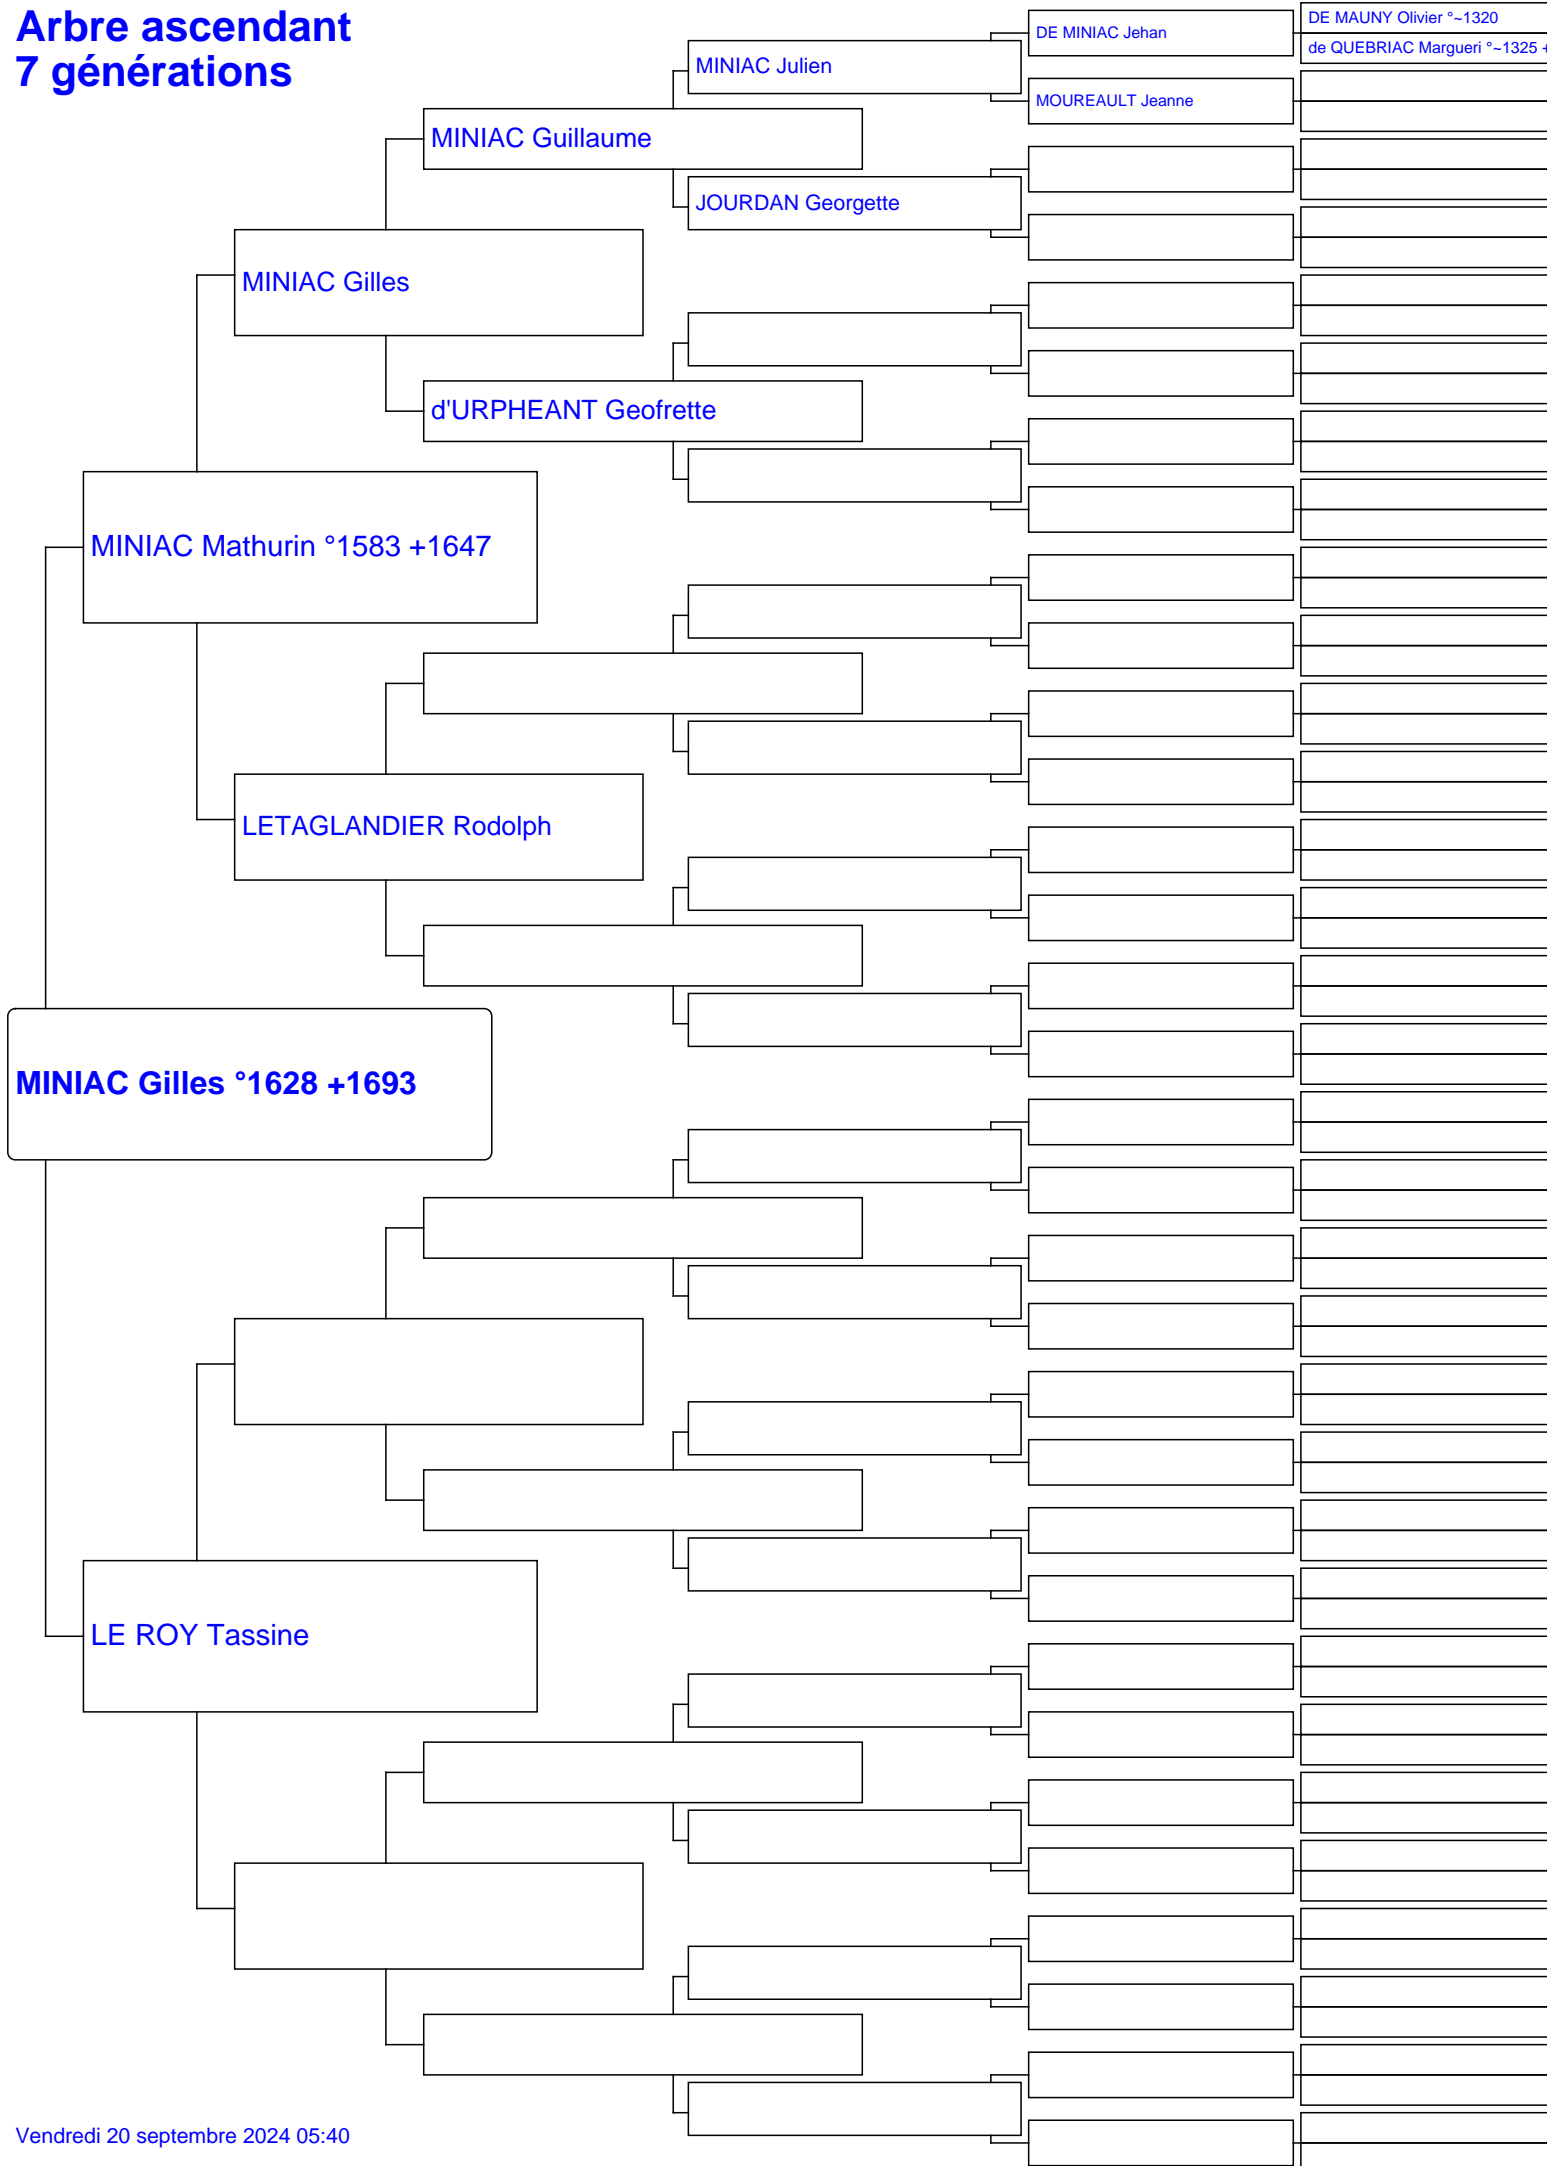 Arbre ascendant
7 générations
DE MAUNY Olivier °~1320
de QUEBRIAC Margueri °~1325 +
DE MINIAC Jehan
MOUREAULT Jeanne
MINIAC Julien
JOURDAN Georgette
MINIAC Guillaume
d'URPHEANT Geofrette
MINIAC Gilles
MINIAC Mathurin °1583 +1647
LETAGLANDIER Rodolph
MINIAC Gilles °1628 +1693
LE ROY Tassine
Vendredi 20 septembre 2024 05:40